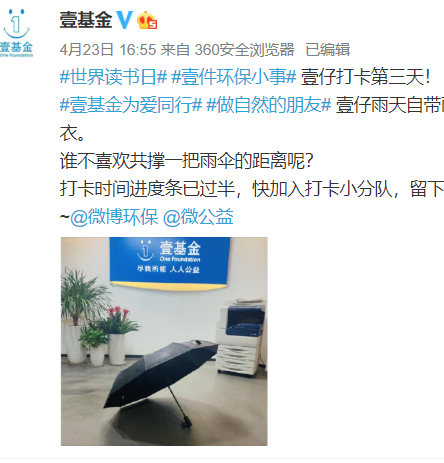 壹基金
1
壹基金
One Foundation
4月23日 16:55 来自 360安全浏览器 已编辑
#世界读书日# #壹件环保小事# 壹仔打卡第三天！
#壹基金为爱同行# #做自然的朋友# 壹仔雨天自带
衣。
谁不喜欢共撑一把雨伞的距离呢？
打卡时间进度条已过半，快加入打卡小分队，留下
~@微博环保 @微公益
1
壹基金
One Foundation
尽我所能 人人公益